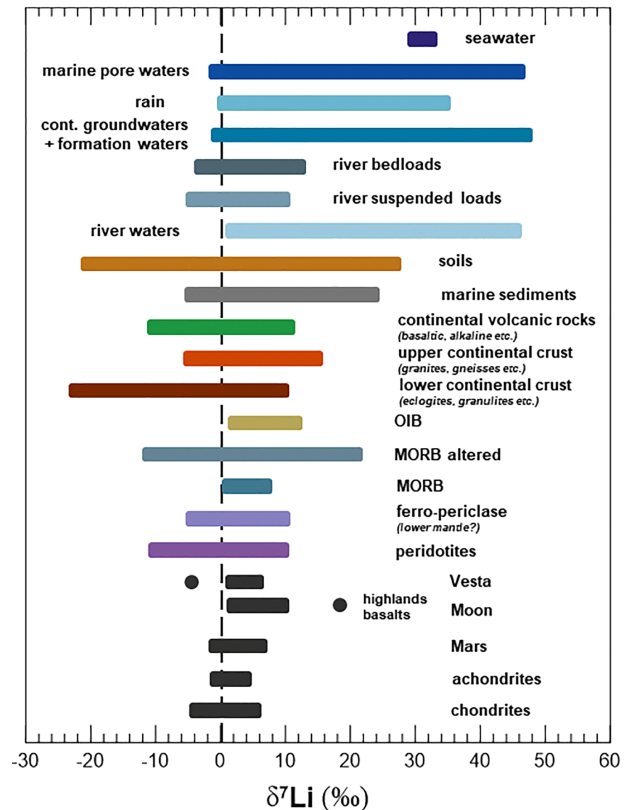 seawater
marine pore waters
rain
cont. groundwaters
+ formation waters
river bedloads
river suspended loads
river waters
soils
marine sediments
continental volcanic rocks
(basaltic, alkaline etc.)
upper continental crust
(granites, gneisses etc.)
lower continental crust
(eclogites, granulites etc.)
OIB
MORB altered
MORB
ferro-periclase
(lower mantle?)
peridotites
Vesta
highlands
basalts
Moon
Mars
achondrites
chondrites
-30 -20 -10 0 10 20 30 40 50 60
δ⁷Li (‰)